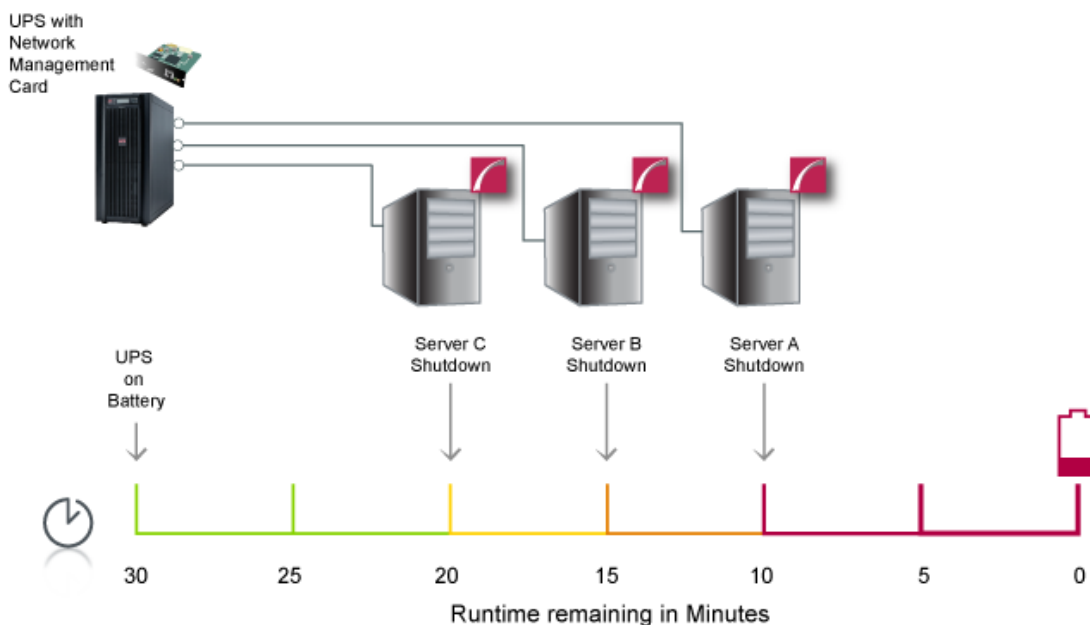 UPS with
Network
Management
Card
Server C
Shutdown
Server B
Shutdown
Server A
Shutdown
UPS
on
Battery
30
25
20
15
10
5
0
Runtime remaining in Minutes